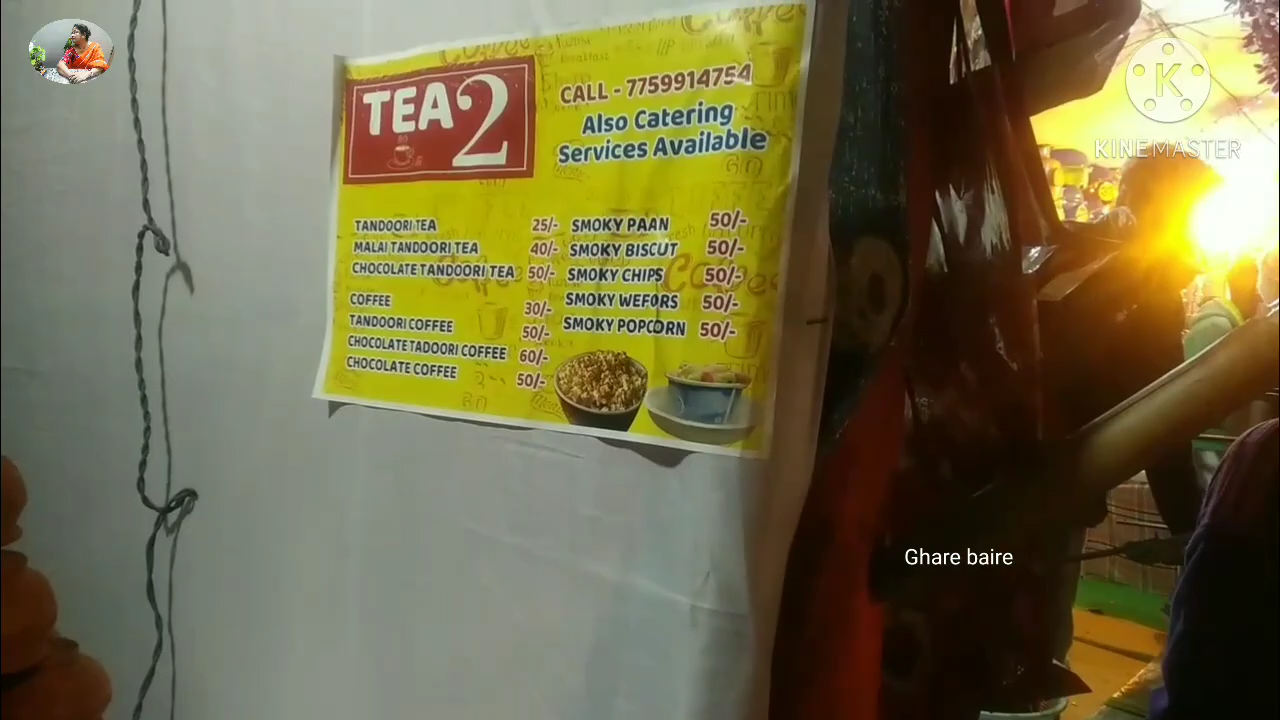 TEA 2
CALL - 7759914754
Also Catering
Services Available
TANDOORI TEA 25/-
MALAI TANDOORI TEA 40/-
CHOCOLATE TANDOORI TEA 50/-
COFFEE 30/-
TANDOORI COFFEE 50/-
CHOCOLATE TADOORI COFFEE 60/-
CHOCOLATE COFFEE 50/-
SMOKY PAAN 50/-
SMOKY BISCUT 50/-
SMOKY CHIPS 50/-
SMOKY WEFORS 50/-
SMOKY POPCORN 50/-
K
KINEMASTER
Ghare baire